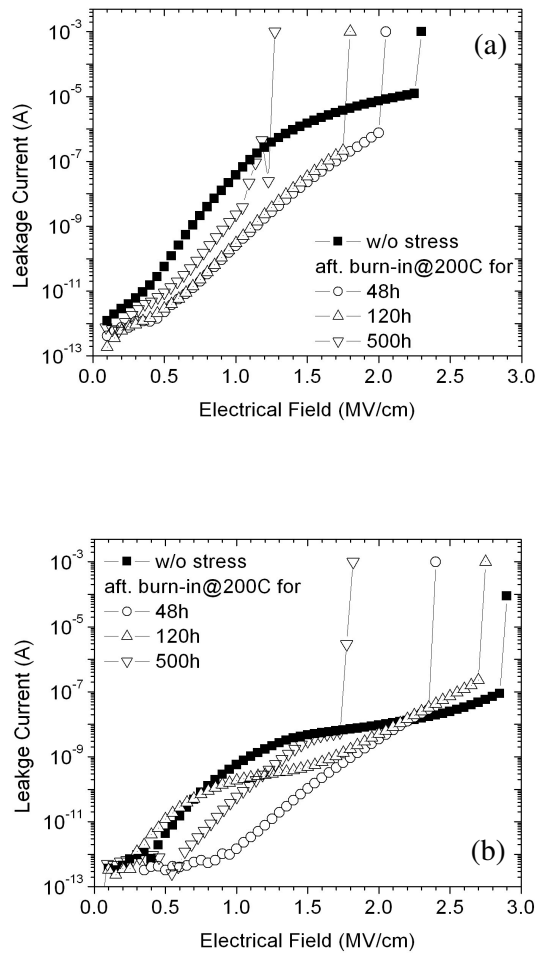 (a)
10-3
10-5
10-7
10-9
10-11
10-13
Leakage Current (A)
w/o stress
aft. burn-in@200C for
48h
120h
500h
0.0 0.5 1.0 1.5 2.0 2.5 3.0
Electrical Field (MV/cm)
w/o stress
aft. burn-in@200C for
48h
120h
500h
10-3
10-5
10-7
10-9
10-11
10-13
Leakge Current (A)
(b)
0.0 0.5 1.0 1.5 2.0 2.5 3.0
Electrical Field (MV/cm)